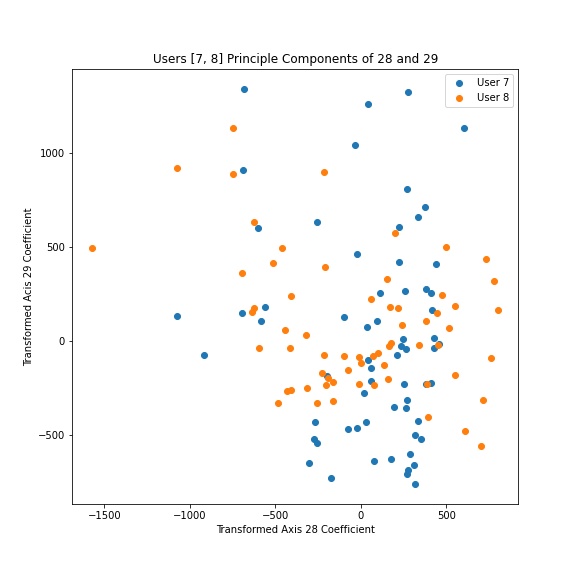 Users [7, 8] Principle Components of 28 and 29
User 7
User 8
1000
500
0
−500
Transformed Acis 29 Coefficient
−1500
−1000
−500
0
500
Transformed Axis 28 Coefficient